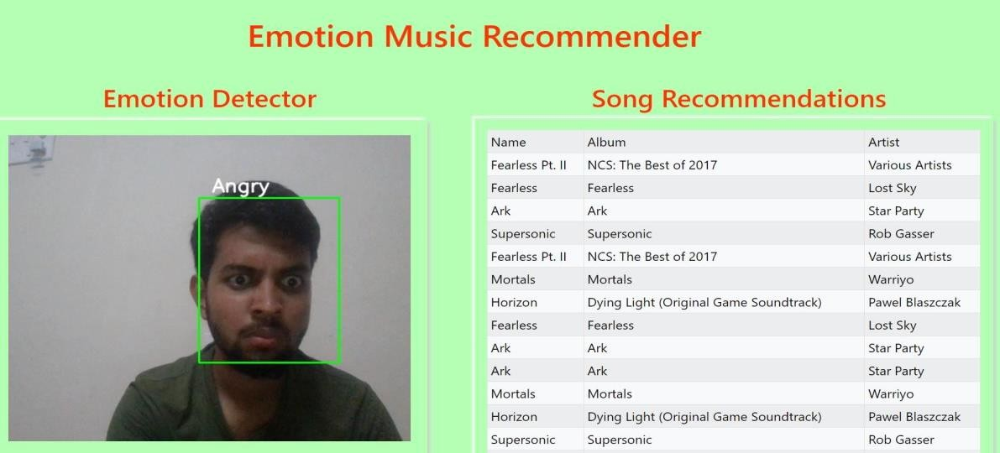 Emotion Music Recommender
Emotion Detector
Angry
Song Recommendations
Name Album Artist
Fearless Pt. II NCS: The Best of 2017 Various Artists
Fearless Fearless Lost Sky
Ark Ark Star Party
Supersonic Supersonic Rob Gasser
Fearless Pt. II NCS: The Best of 2017 Various Artists
Mortals Mortals Warriyo
Horizon Dying Light (Original Game Soundtrack) Pawel Blaszczak
Fearless Fearless Lost Sky
Ark Ark Star Party
Ark Ark Star Party
Mortals Mortals Warriyo
Horizon Dying Light (Original Game Soundtrack) Pawel Blaszczak
Supersonic Supersonic Rob Gasser